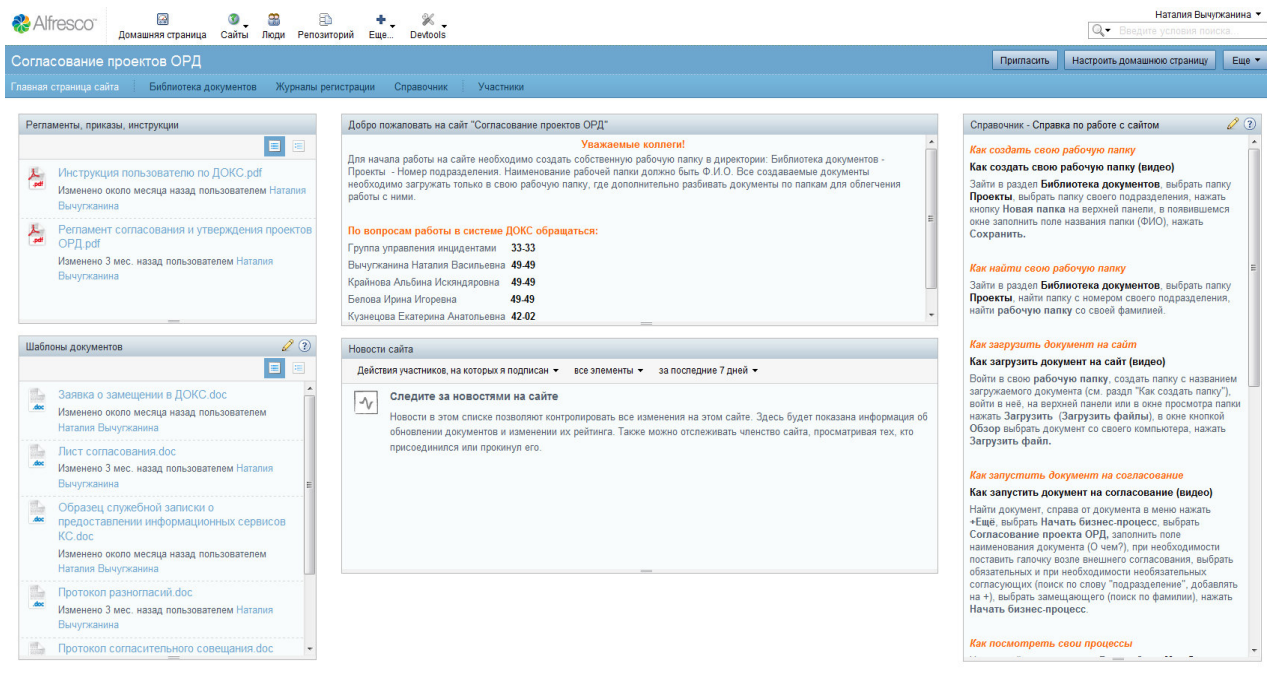 Alfresco
Домашняя страница
Сайты
Люди
Репозиторий
Еще...
Devtools
Наталия Вычугжанина
Введите условия поиска...
Согласование проектов ОРД
Пригласить
Настроить домашнюю страницу
Еще
Главная страница сайта
Библиотека документов
Журналы регистрации
Справочник
Участники
Регламенты, приказы, инструкции
Инструкция пользователю по ДОКС.pdf
Изменено около месяца назад пользователем Наталия
Вычугжанина
Регламент согласования и утверждения проектов
ОРД.pdf
Изменено 3 мес. назад пользователем Наталия
Вычугжанина
Шаблоны документов
Заявка о замещении в ДОКС.doc
Изменено около месяца назад пользователем
Наталия Вычугжанина
Лист согласования.doc
Изменено 3 мес. назад пользователем Наталия
Вычугжанина
Образец служебной записки о
предоставлении информационных сервисов
КС.doc
Изменено около месяца назад пользователем
Наталия Вычугжанина
Протокол разногласий.doc
Изменено 3 мес. назад пользователем Наталия
Вычугжанина
Протокол согласительного совещания.doc
Добро пожаловать на сайт "Согласование проектов ОРД"
Уважаемые коллеги!
Для начала работы на сайте необходимо создать собственную рабочую папку в директории: Библиотека документов -
Проекты - Номер подразделения. Наименование рабочей папки должно быть Ф.И.О. Все создаваемые документы
необходимо загружать только в свою рабочую папку, где дополнительно разбивать документы по папкам для облегчения
работы с ними.
По вопросам работы в системе ДОКС обращаться:
Группа управления инцидентами 33-33
Вычугжанина Наталия Васильевна 49-49
Крайнова Альбина Искяндяровна 49-49
Белова Ирина Игоревна 49-49
Кузнецова Екатерина Анатольевна 42-02
Новости сайта
Действия участников, на которых я подписан
все элементы
за последние 7 дней
Следите за новостями на сайте
Новости в этом списке позволяют контролировать все изменения на этом сайте. Здесь будет показана информация об
обновлении документов и изменении их рейтинга. Также можно отслеживать членство сайта, просматривая тех, кто
присоединился или прокинул его.
Справочник - Справка по работе с сайтом
Как создать свою рабочую папку
Как создать свою рабочую папку (видео)
Зайти в раздел Библиотека документов, выбрать папку
Проекты, выбрать папку своего подразделения, нажать
кнопку Новая папка на верхней панели, в появившемся
окне заполнить поле названия папки (ФИО), нажать
Сохранить.
Как найти свою рабочую папку
Зайти в раздел Библиотека документов, выбрать папку
Проекты, найти папку с номером своего подразделения,
найти рабочую папку со своей фамилией.
Как загрузить документ на сайт
Как загрузить документ на сайт (видео)
Войти в свою рабочую папку, создать папку с названием
загружаемого документа (см. раздл "Как создать папку"),
войти в неё, на верхней панели или в окне просмотра папки
нажать Загрузить (Загрузить файлы), в окне кнопкой
Обзор выбрать документ со своего компьютера, нажать
Загрузить файл.
Как запустить документ на согласование
Как запустить документ на согласование (видео)
Найти документ, справа от документа в меню нажать
+Ещё, выбрать Начать бизнес-процесс, выбрать
Согласование проекта ОРД, заполнить поле
наименования документа (О чем?), при необходимости
поставить галочку возле внешнего согласования, выбрать
обязательных и при необходимости необязательных
согласующих (поиск по слову "подразделение", добавлять
на +), выбрать замещающего (поиск по фамилии), нажать
Начать бизнес-процесс.
Как посмотреть свои процессы